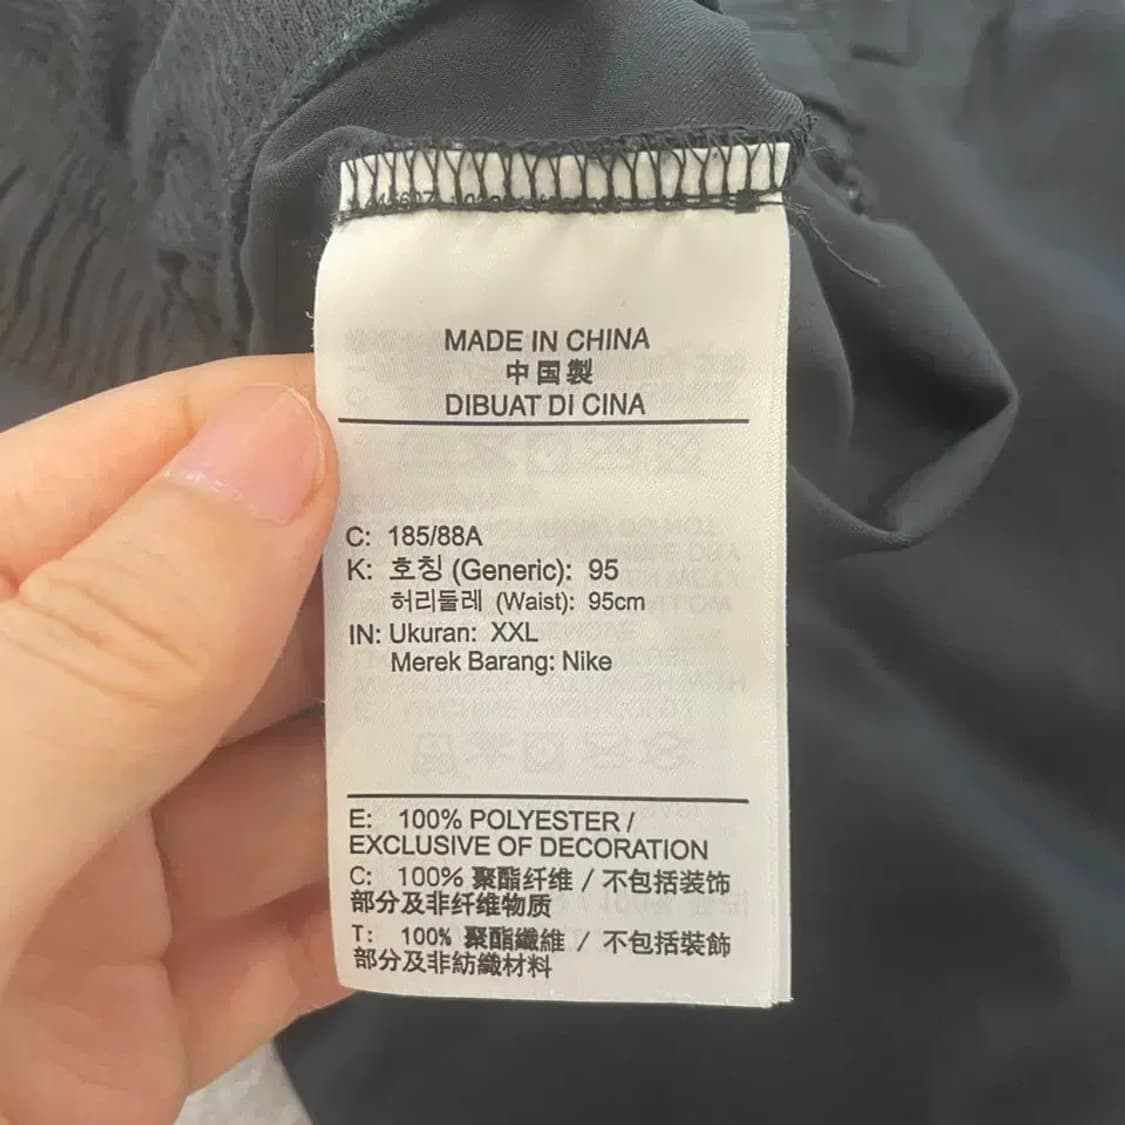 MADE IN CHINA
中国製
DIBUAT DI CINA
C: 185/88A
K: 호칭 (Generic): 95
허리둘레 (Waist): 95cm
IN: Ukuran: XXL
Merek Barang: Nike
E: 100% POLYESTER /
EXCLUSIVE OF DECORATION
C: 100% 聚酯纤维 / 不包括装饰
部分及非纤维物质
T: 100% 聚酯纖維 / 不包括裝飾
部分及非紡織材料